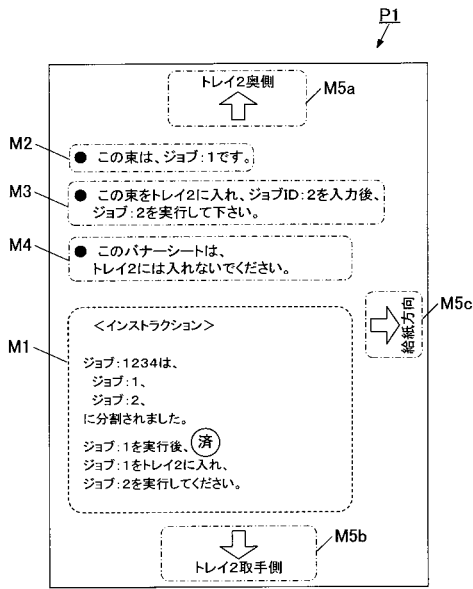 P1
トレイ2奥側
M5a
M2
● この束は、ジョブ:1です。
M3
● この束をトレイ2に入れ、ジョブID:2を入力後、
ジョブ:2を実行して下さい。
M4
● このバナーシートは、
トレイ2には入れないでください。
M5c
給紙方向
M1
＜インストラクション＞
ジョブ:1234は、
ジョブ:1、
ジョブ:2、
に分割されました。
ジョブ:1を実行後、 済
ジョブ:1をトレイ2に入れ、
ジョブ:2を実行してください。
M5b
トレイ2取手側